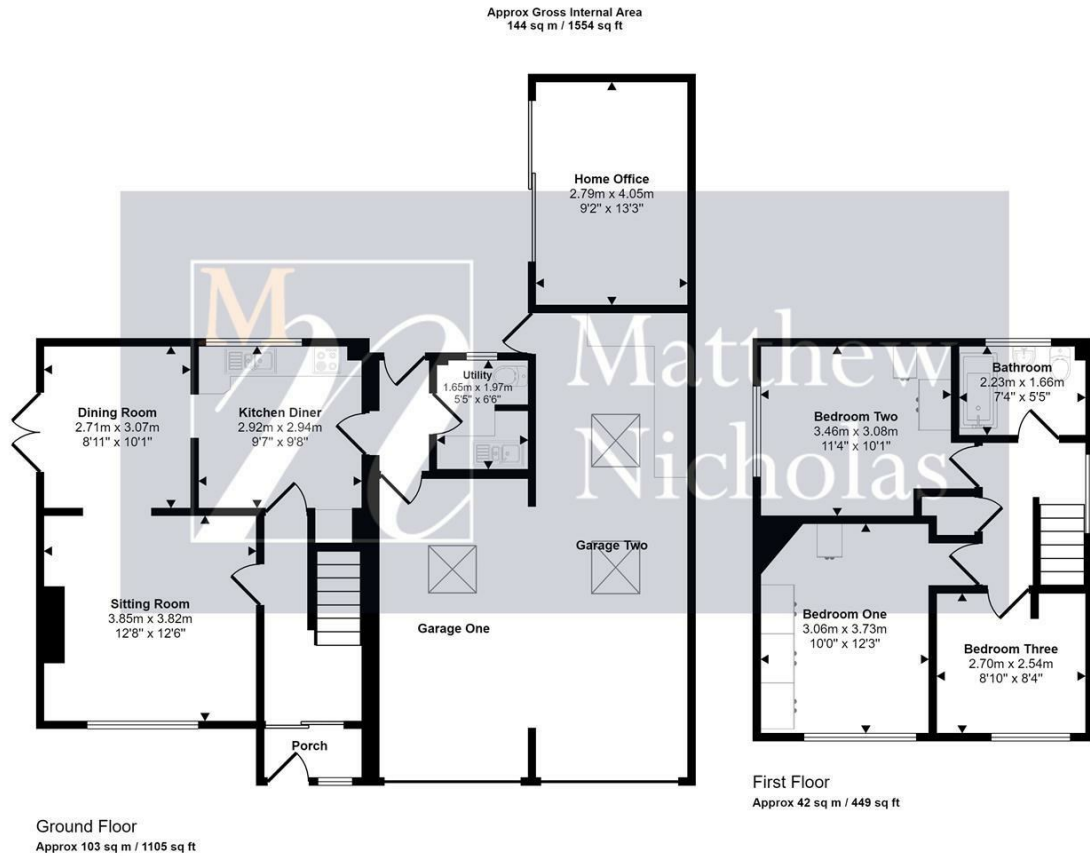 Approx Gross Internal Area
144 sq m / 1554 sq ft
Home Office
2.79m x 4.05m
9'2" x 13'3"
M
n
Matthew
Nicholas
Dining Room
2.71m x 3.07m
8'11" x 10'1"
Kitchen Diner
2.92m x 2.94m
9'7" x 9'8"
Utility
1.65m x 1.97m
5'5" x 6'6"
Sitting Room
3.85m x 3.82m
12'8" x 12'6"
Garage One
Garage Two
Porch
Bedroom Two
3.46m x 3.08m
11'4" x 10'1"
Bathroom
2.23m x 1.66m
7'4" x 5'5"
Bedroom One
3.06m x 3.73m
10'0" x 12'3"
Bedroom Three
2.70m x 2.54m
8'10" x 8'4"
First Floor
Approx 42 sq m / 449 sq ft
Ground Floor
Approx 103 sq m / 1105 sq ft